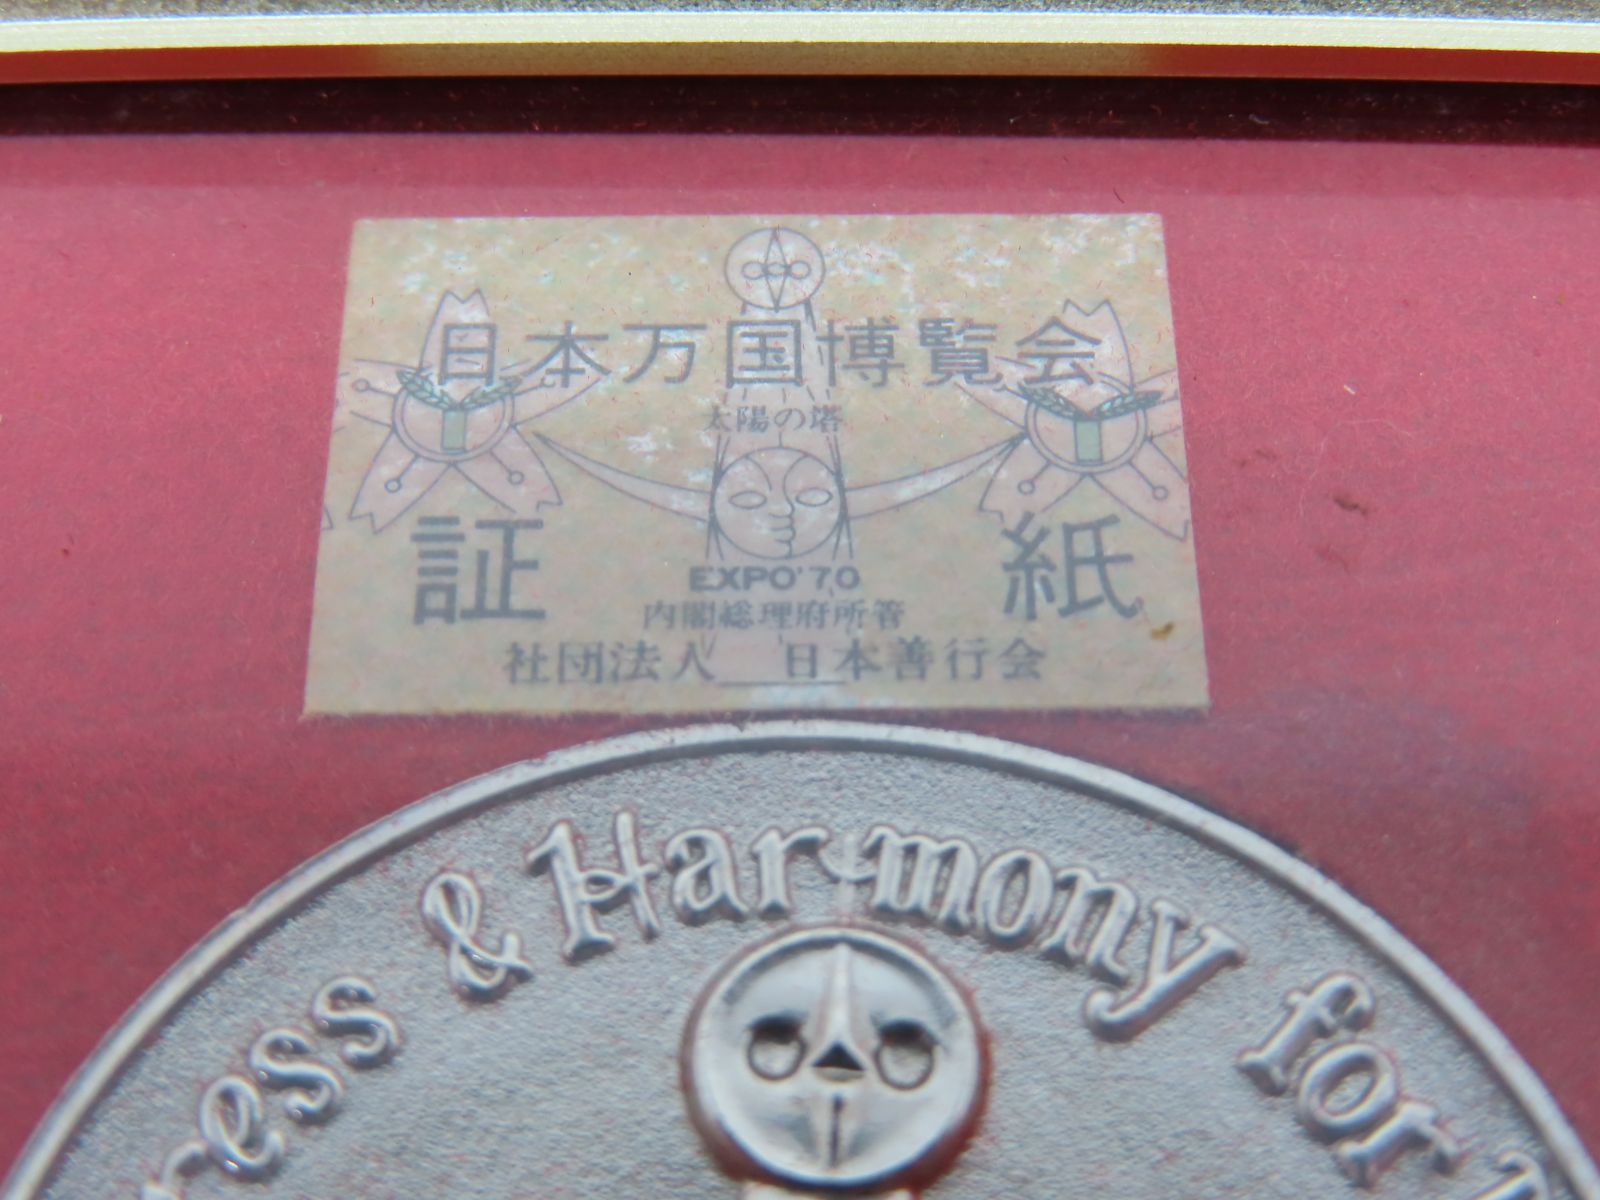 日本万国博覧会
太陽の塔
証 紙
EXPO'70
内閣総理府所管
社団法人 日本善行会
ress & Harmony for